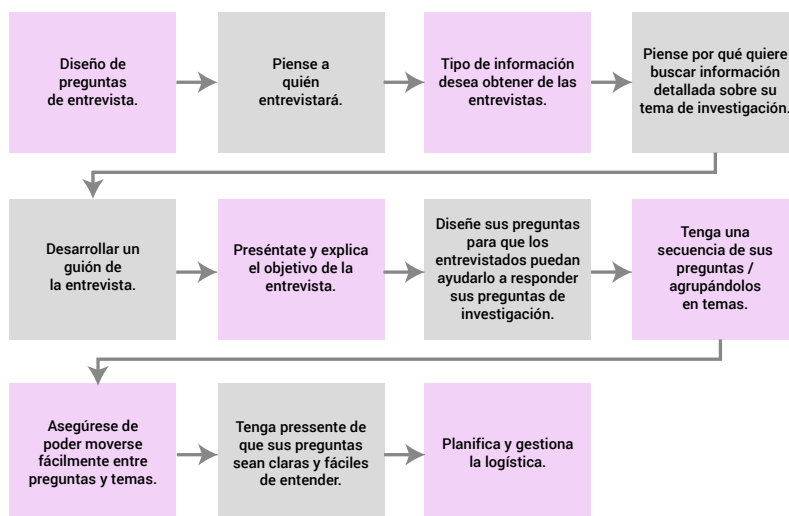 Diseño de
preguntas
de entrevista.
Piense a
quién
entrevistará.
Tipo de información
desea obtener de las
entrevistas.
Piense por qué quiere
buscar información
detallada sobre su
tema de investigación.
Desarrollar un
guión de
la entrevista.
Preséntate y explica
el objetivo de la
entrevista.
Diseñe sus preguntas
para que los
entrevistados puedan
ayudarlo a responder
sus preguntas de
investigación.
Tenga una
secuencia de sus
preguntas /
agrupándolos
en temas.
Asegúrese de
poder moverse
fácilmente entre
preguntas y temas.
Tenga pressente de
que sus preguntas
sean claras y fáciles
de entender.
Planifica y gestiona
la logística.